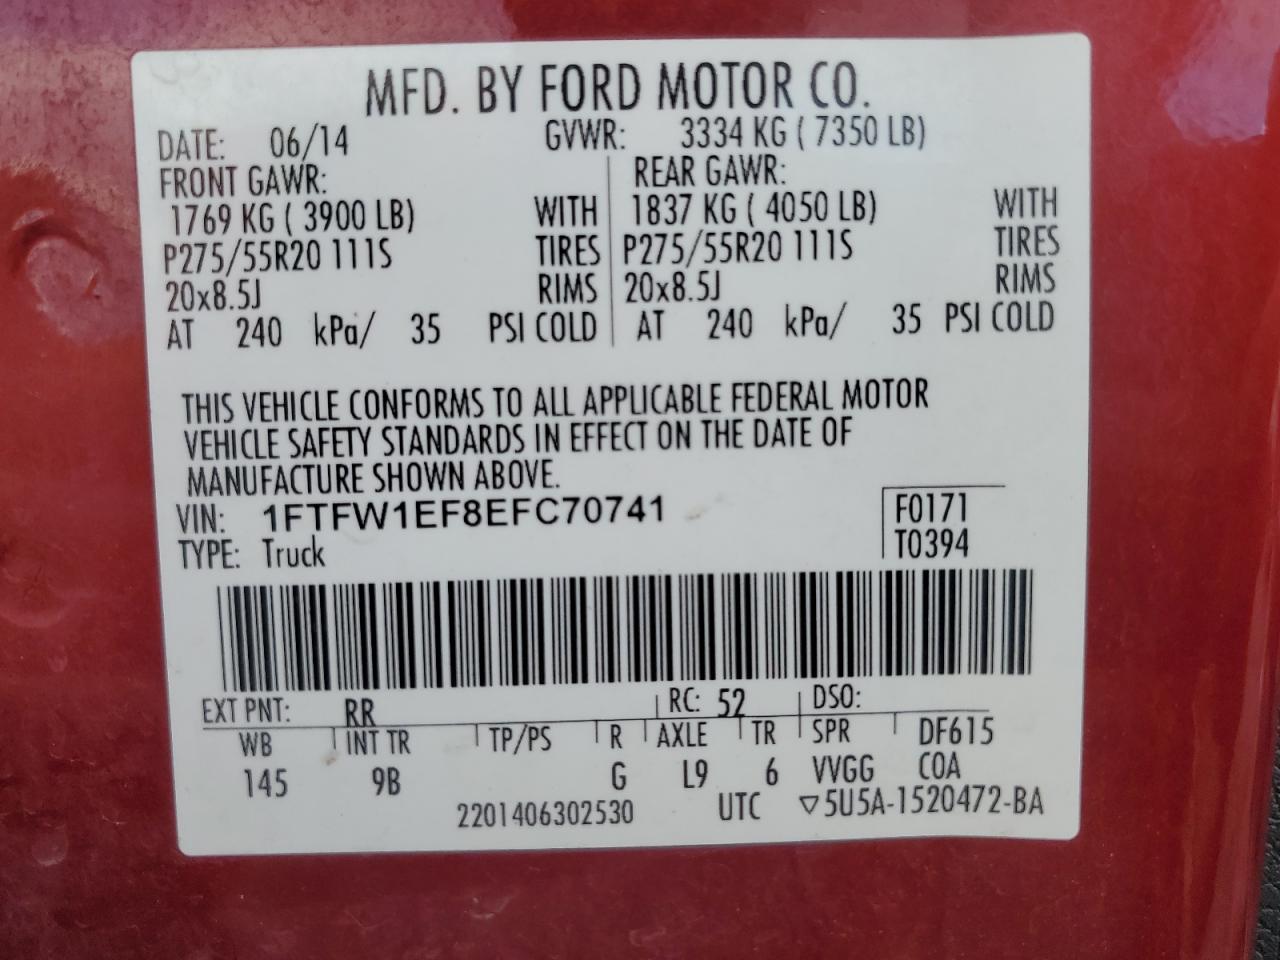 MFD. BY FORD MOTOR CO.
DATE: 06/14 GVWR: 3334 KG ( 7350 LB)
FRONT GAWR: REAR GAWR:
1769 KG ( 3900 LB) WITH 1837 KG ( 4050 LB) WITH
P275/55R20 111S TIRES P275/55R20 111S TIRES
20x8.5J RIMS 20x8.5J RIMS
AT 240 kPa/ 35 PSI COLD AT 240 kPa/ 35 PSI COLD
THIS VEHICLE CONFORMS TO ALL APPLICABLE FEDERAL MOTOR
VEHICLE SAFETY STANDARDS IN EFFECT ON THE DATE OF
MANUFACTURE SHOWN ABOVE.
VIN: 1FTFW1EF8EFC70741 F0171
TYPE: Truck T0394
EXT PNT: RR RC: 52 DSO:
WB INT TR TP/PS R AXLE TR SPR DF615
145 9B G L9 6 VVGG COA
2201406302530 UTC ▽5U5A-1520472-BA